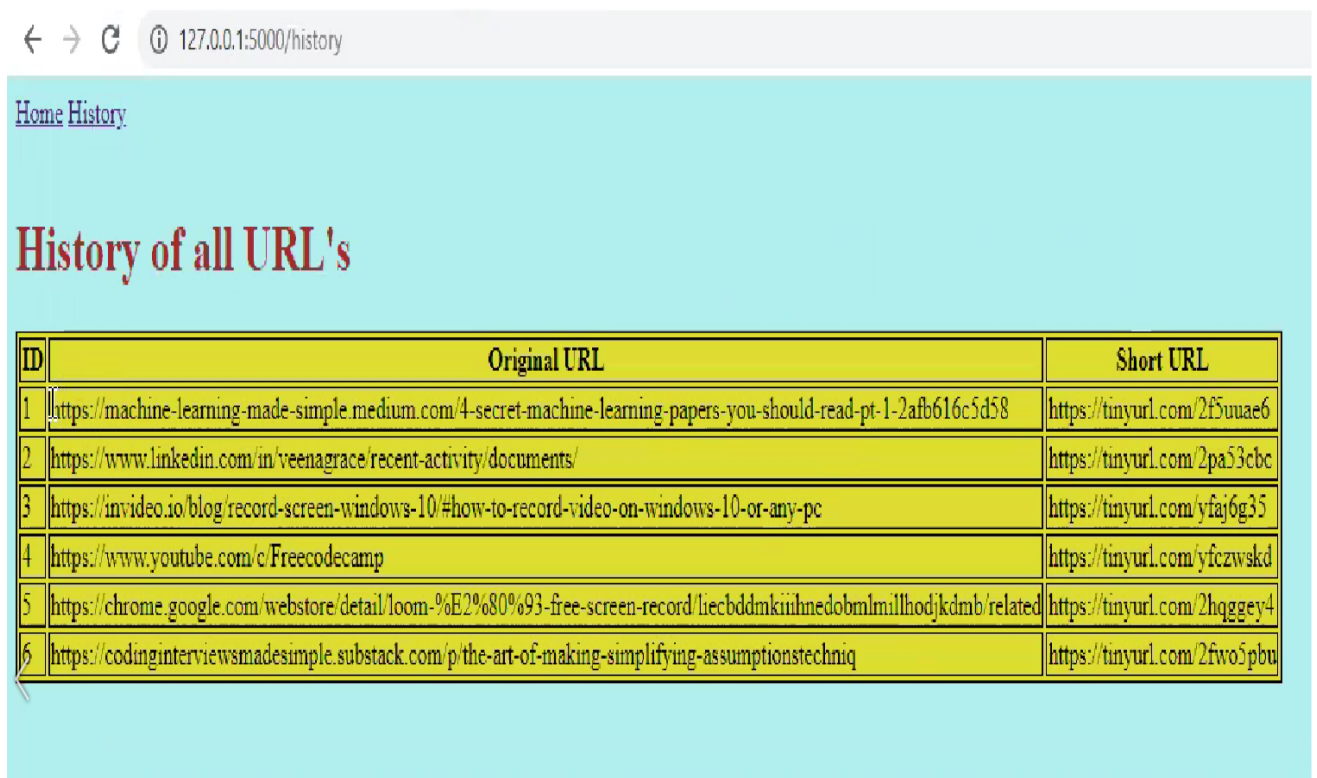 127.0.0.1:5000/history
Home History
History of all URL's
ID Original URL Short URL
1 https://machine-learning-made-simple.medium.com/4-secret-machine-learning-papers-you-should-read-pt-1-2afb616c5d58 https://tinyurl.com/2f5uuae6
2 https://www.linkedin.com/in/veenagrace/recent-activity/documents/ https://tinyurl.com/2pa53cbc
3 https://invideo.io/blog/record-screen-windows-10/#how-to-record-video-on-windows-10-or-any-pc https://tinyurl.com/yfaj6g35
4 https://www.youtube.com/c/Freecodecamp https://tinyurl.com/yfczwskd
5 https://chrome.google.com/webstore/detail/loom-%E2%80%93-free-screen-record/liecbddmkiiihnedobmlmillhodjkdmb/related https://tinyurl.com/2hqggey4
6 https://codinginterviewsmadesimple.substack.com/p/the-art-of-making-simplifying-assumptionstechniq https://tinyurl.com/2fwo5pbu